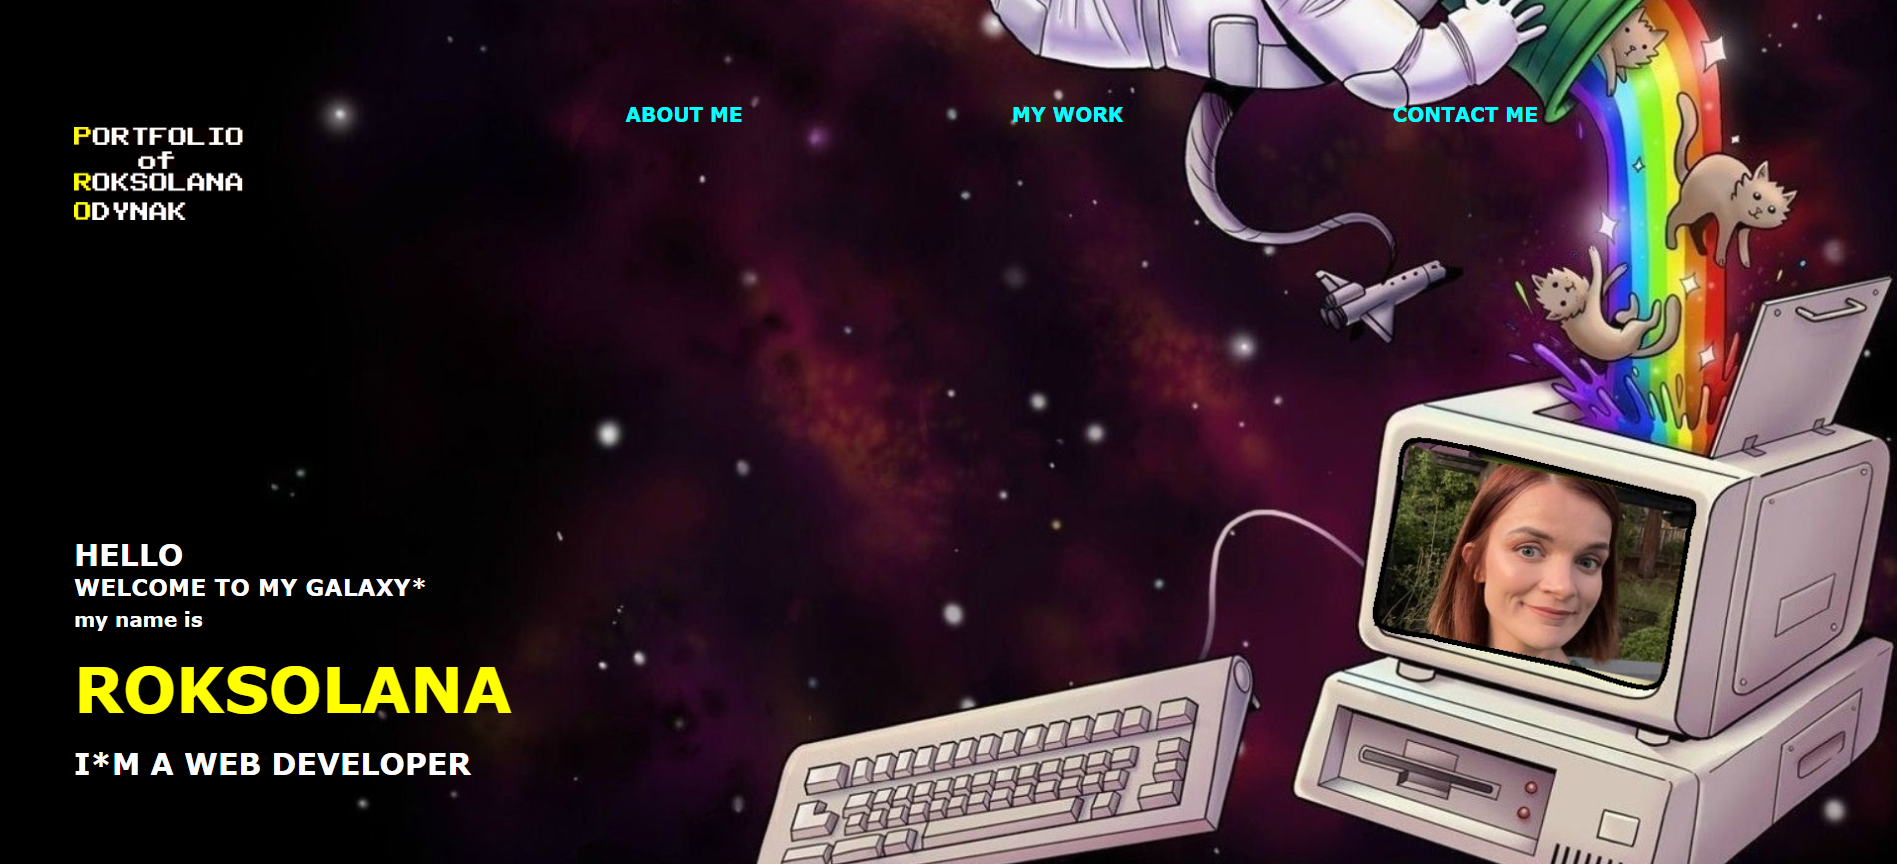 PORTFOLIO
of
ROKSOLANA
ODYNAK
ABOUT ME
MY WORK
CONTACT ME
HELLO
WELCOME TO MY GALAXY*
my name is
ROKSOLANA
I*M A WEB DEVELOPER